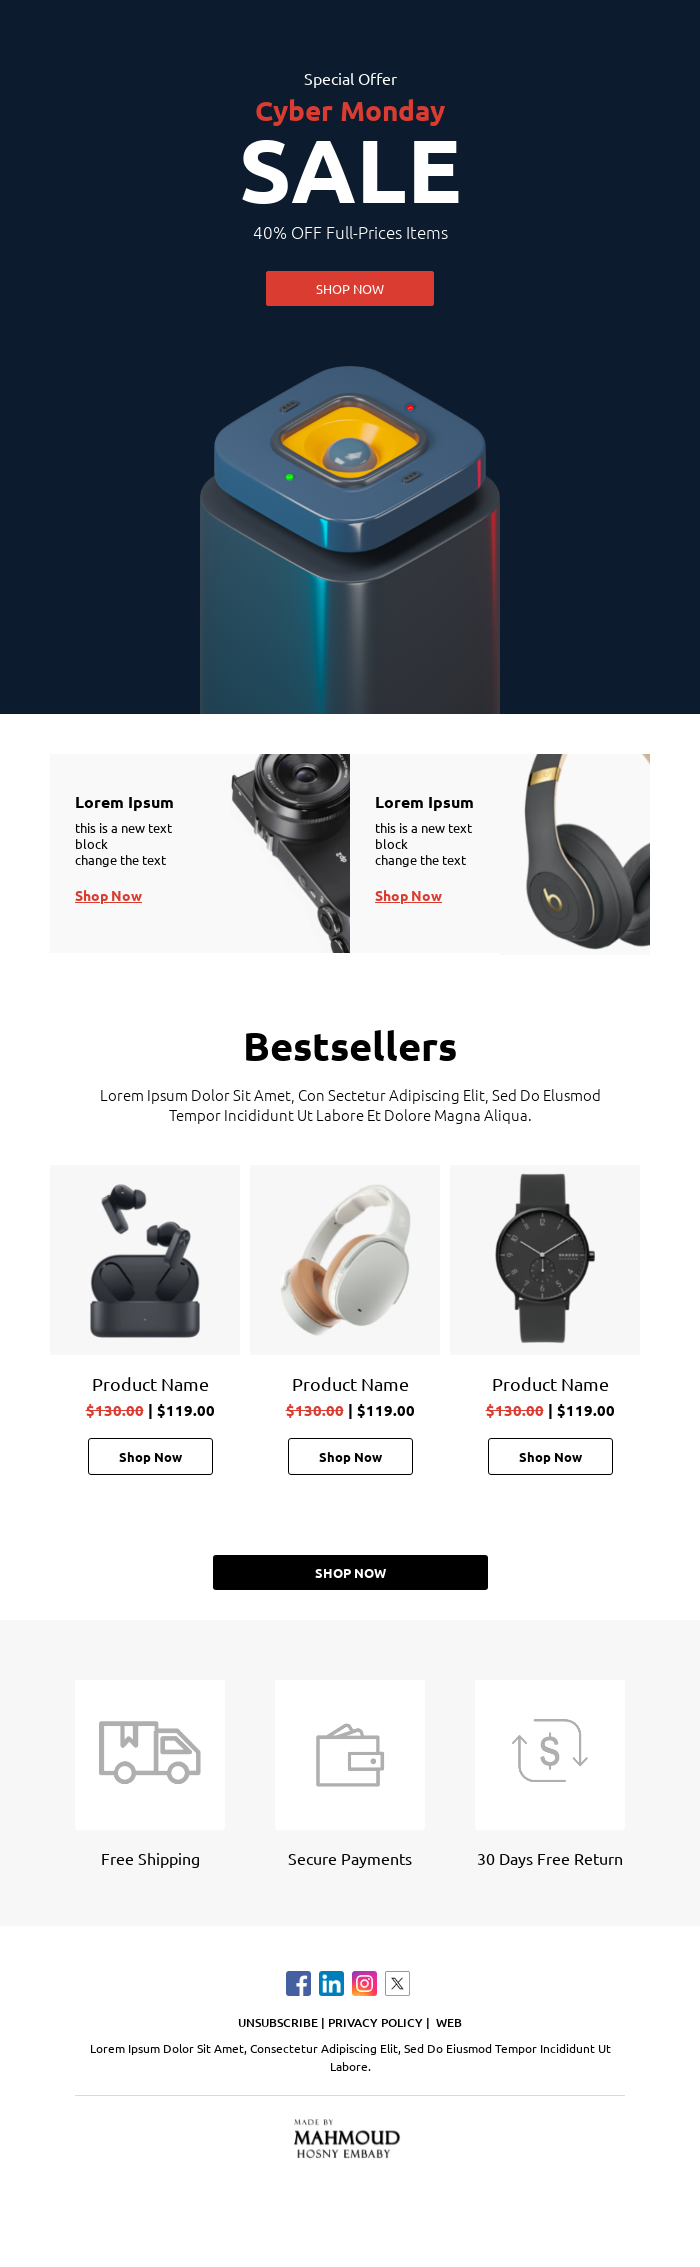 Special Offer
Cyber Monday
SALE
40% OFF Full-Prices Items
SHOP NOW
Lorem Ipsum
this is a new text
block
change the text
Shop Now
Lorem Ipsum
this is a new text
block
change the text
Shop Now
Bestsellers
Lorem Ipsum Dolor Sit Amet, Con Sectetur Adipiscing Elit, Sed Do Elusmod
Tempor Incididunt Ut Labore Et Dolore Magna Aliqua.
Product Name
$130.00 | $119.00
Shop Now
Product Name
$130.00 | $119.00
Shop Now
Product Name
$130.00 | $119.00
Shop Now
SHOP NOW
Free Shipping
Secure Payments
30 Days Free Return
UNSUBSCRIBE | PRIVACY POLICY | WEB
Lorem Ipsum Dolor Sit Amet, Consectetur Adipiscing Elit, Sed Do Eiusmod Tempor Incididunt Ut
Labore.
MADE BY
MAHMOUD
HOSNY EMBABY